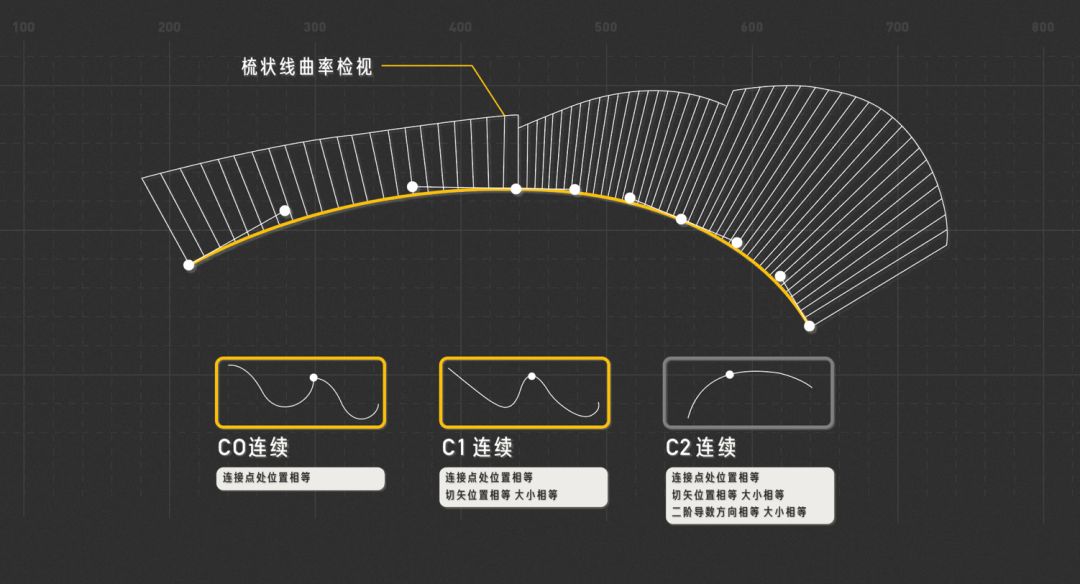 100 200 300 400 500 600 700 800
梳状线曲率检视
C0连续
连接点处位置相等
C1 连续
连接点处位置相等
切矢位置相等 大小相等
C2 连续
连接点处位置相等
切矢位置相等 大小相等
二阶导数方向相等 大小相等